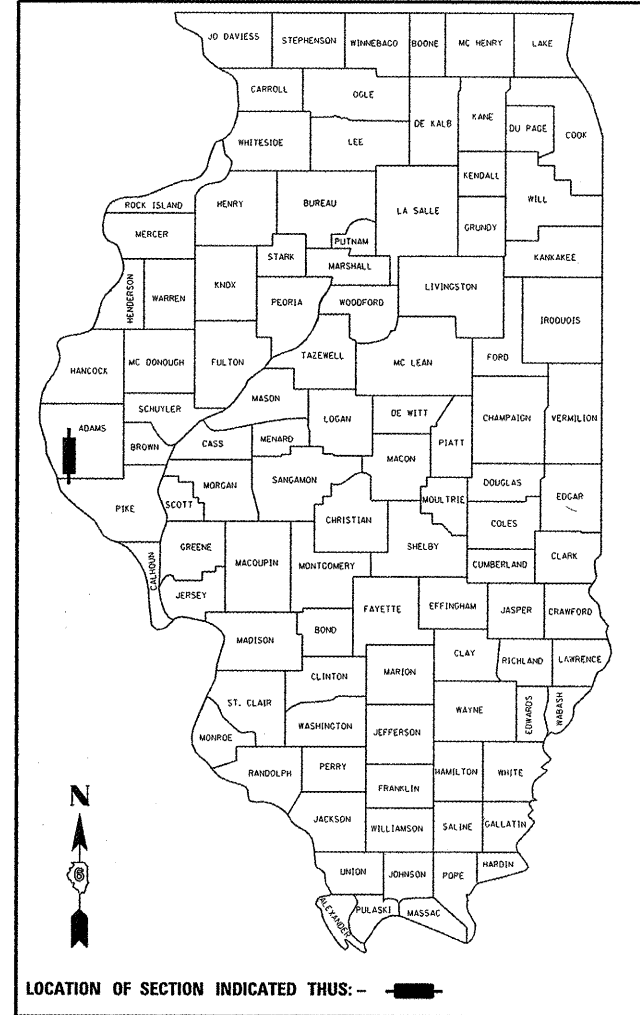 JO DAVIESS STEPHENSON WINNEBAGO BOONE MC HENRY LAKE
CARROLL OGLE DE KALB KANE DU PAGE COOK
WHITESIDE LEE
KENDALL
ROCK ISLAND HENRY BUREAU LA SALLE GRUNDY WILL
MERCER STARK PUTNAM KANKAKEE
MARSHALL
HENDERSON WARREN KNOX PEORIA WOODFORD LIVINGSTON IROQUOIS
HANCOCK MC DONOUGH FULTON TAZEWELL MC LEAN FORD
MASON
SCHUYLER LOGAN DE WITT CHAMPAIGN VERMILION
ADAMS BROWN CASS MENARD MACON PIATT
MORGAN SANGAMON DOUGLAS EDGAR
PIKE SCOTT CHRISTIAN MOULTRIE COLES
CALHOUN GREENE MACOUPIN MONTGOMERY SHELBY CUMBERLAND CLARK
JERSEY FAYETTE EFFINGHAM JASPER CRAWFORD
MADISON BOND
CLINTON MARION CLAY RICHLAND LAWRENCE
ST. CLAIR WAYNE EDWARDS WABASH
MONROE WASHINGTON JEFFERSON
RANDOLPH PERRY HAMILTON WHITE
FRANKLIN
N JACKSON WILLIAMSON SALINE GALLATIN
6 UNION JOHNSON POPE HARDIN
ALEXANDER PULASKI MASSAC
LOCATION OF SECTION INDICATED THUS: -